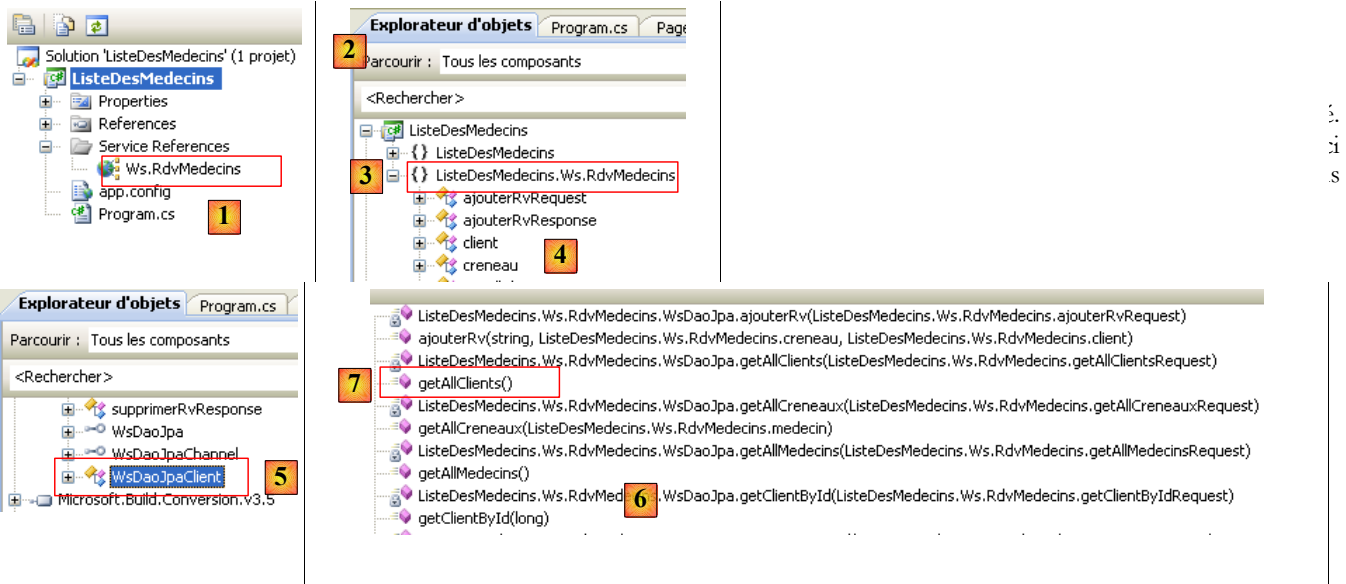 Solution 'ListeDesMedecins' (1 projet)
ListeDesMedecins
Properties
References
Service References
Ws.RdvMedecins
app.config
Program.cs
1
Explorateur d'objets Program.cs Page
2
Parcourir : Tous les composants
<Rechercher>
ListeDesMedecins
{} ListeDesMedecins
3
{} ListeDesMedecins.Ws.RdvMedecins
ajouterRvRequest
ajouterRvResponse
client
creneau
4
é.
ci
s
Explorateur d'objets Program.cs
Parcourir : Tous les composants
<Rechercher>
supprimerRvResponse
WsDaoJpa
WsDaoJpaChannel
WsDaoJpaClient
5
Microsoft.Build.Conversion.v3.5
ListeDesMedecins.Ws.RdvMedecins.WsDaoJpa.ajouterRv(ListeDesMedecins.Ws.RdvMedecins.ajouterRvRequest)
ajouterRv(string, ListeDesMedecins.Ws.RdvMedecins.creneau, ListeDesMedecins.Ws.RdvMedecins.client)
ListeDesMedecins.Ws.RdvMedecins.WsDaoJpa.getAllClients(ListeDesMedecins.Ws.RdvMedecins.getAllClientsRequest)
7
getAllClients()
ListeDesMedecins.Ws.RdvMedecins.WsDaoJpa.getAllCreneaux(ListeDesMedecins.Ws.RdvMedecins.getAllCreneauxRequest)
getAllCreneaux(ListeDesMedecins.Ws.RdvMedecins.medecin)
ListeDesMedecins.Ws.RdvMedecins.WsDaoJpa.getAllMedecins(ListeDesMedecins.Ws.RdvMedecins.getAllMedecinsRequest)
getAllMedecins()
6
ListeDesMedecins.Ws.RdvMed .WsDaoJpa.getClientById(ListeDesMedecins.Ws.RdvMedecins.getClientByIdRequest)
getClientById(long)